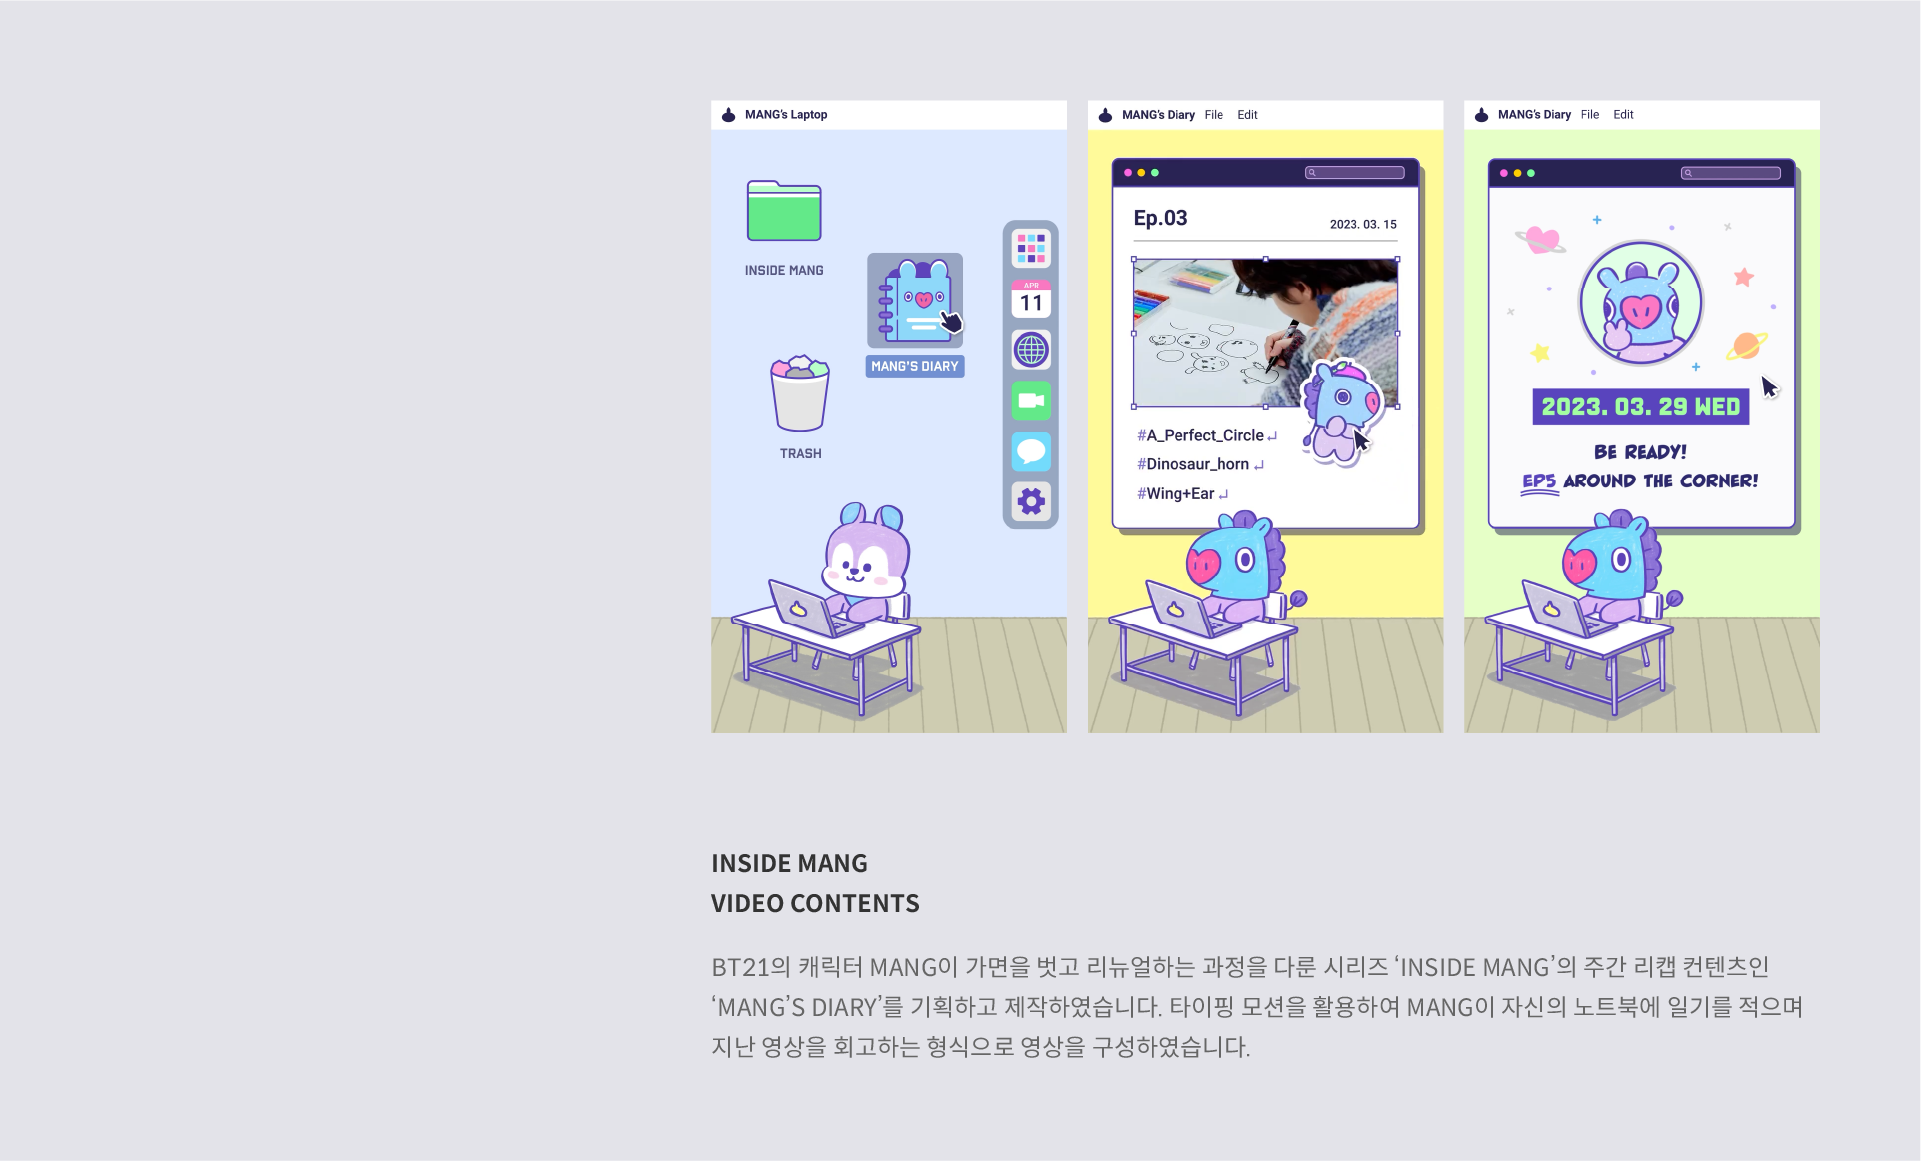 MANG's Laptop
INSIDE MANG
APR
11
MANG'S DIARY
TRASH
MANG's Diary File Edit
Ep.03
2023. 03. 15
#A_Perfect_Circle
#Dinosaur_horn
#Wing+Ear
MANG's Diary File Edit
2023. 03. 29 WED
BE READY!
EP5 AROUND THE CORNER!
INSIDE MANG
VIDEO CONTENTS
BT21의 캐릭터 MANG이 가면을 벗고 리뉴얼하는 과정을 다룬 시리즈 ‘INSIDE MANG’의 주간 리캡 컨텐츠인
‘MANG’S DIARY’를 기획하고 제작하였습니다. 타이핑 모션을 활용하여 MANG이 자신의 노트북에 일기를 적으며
지난 영상을 회고하는 형식으로 영상을 구성하였습니다.